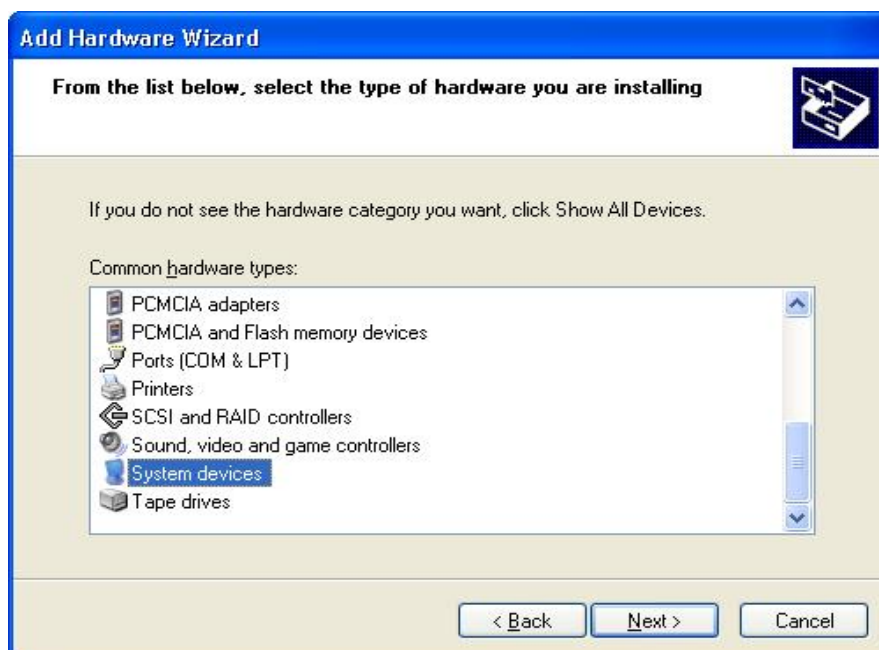 Add Hardware Wizard
From the list below, select the type of hardware you are installing
If you do not see the hardware category you want, click Show All Devices.
Common hardware types:
PCMCIA adapters
PCMCIA and Flash memory devices
Ports (COM & LPT)
Printers
SCSI and RAID controllers
Sound, video and game controllers
System devices
Tape drives
< Back Next > Cancel